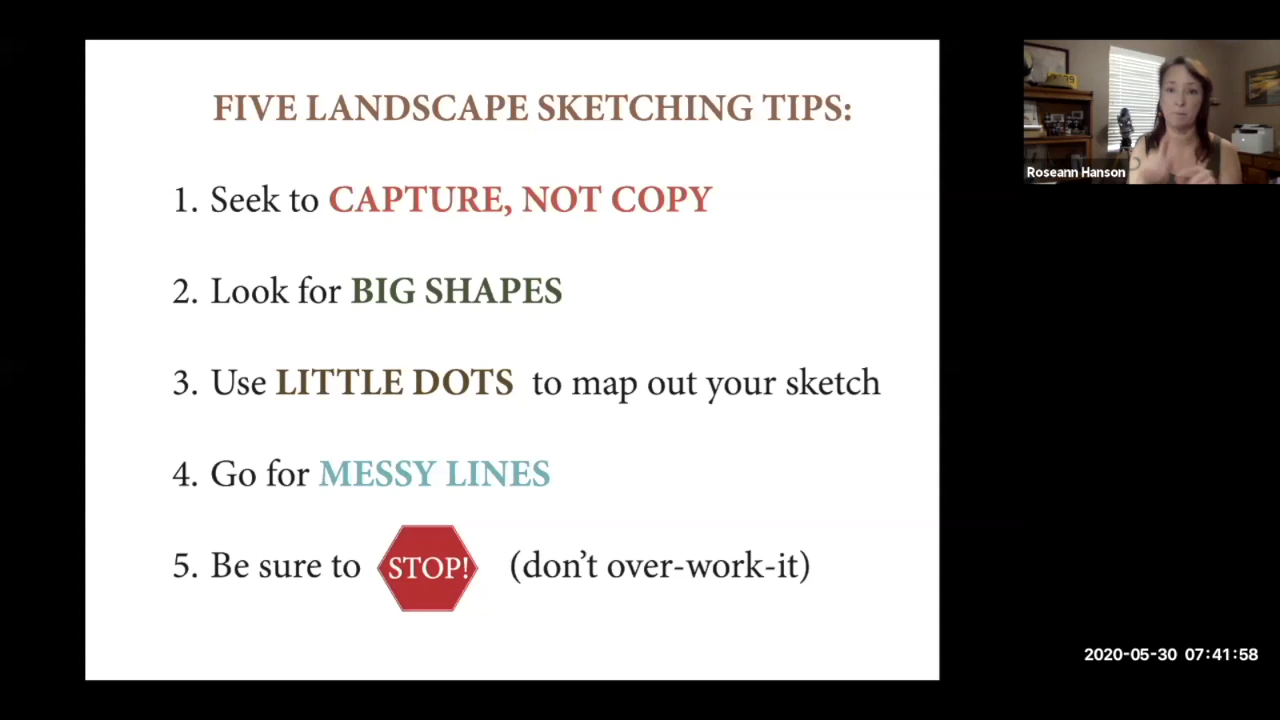 FIVE LANDSCAPE SKETCHING TIPS:
1. Seek to CAPTURE, NOT COPY
2. Look for BIG SHAPES
3. Use LITTLE DOTS to map out your sketch
4. Go for MESSY LINES
5. Be sure to STOP! (don't over-work-it)
Roseann Hanson
2020-05-30 07:41:58